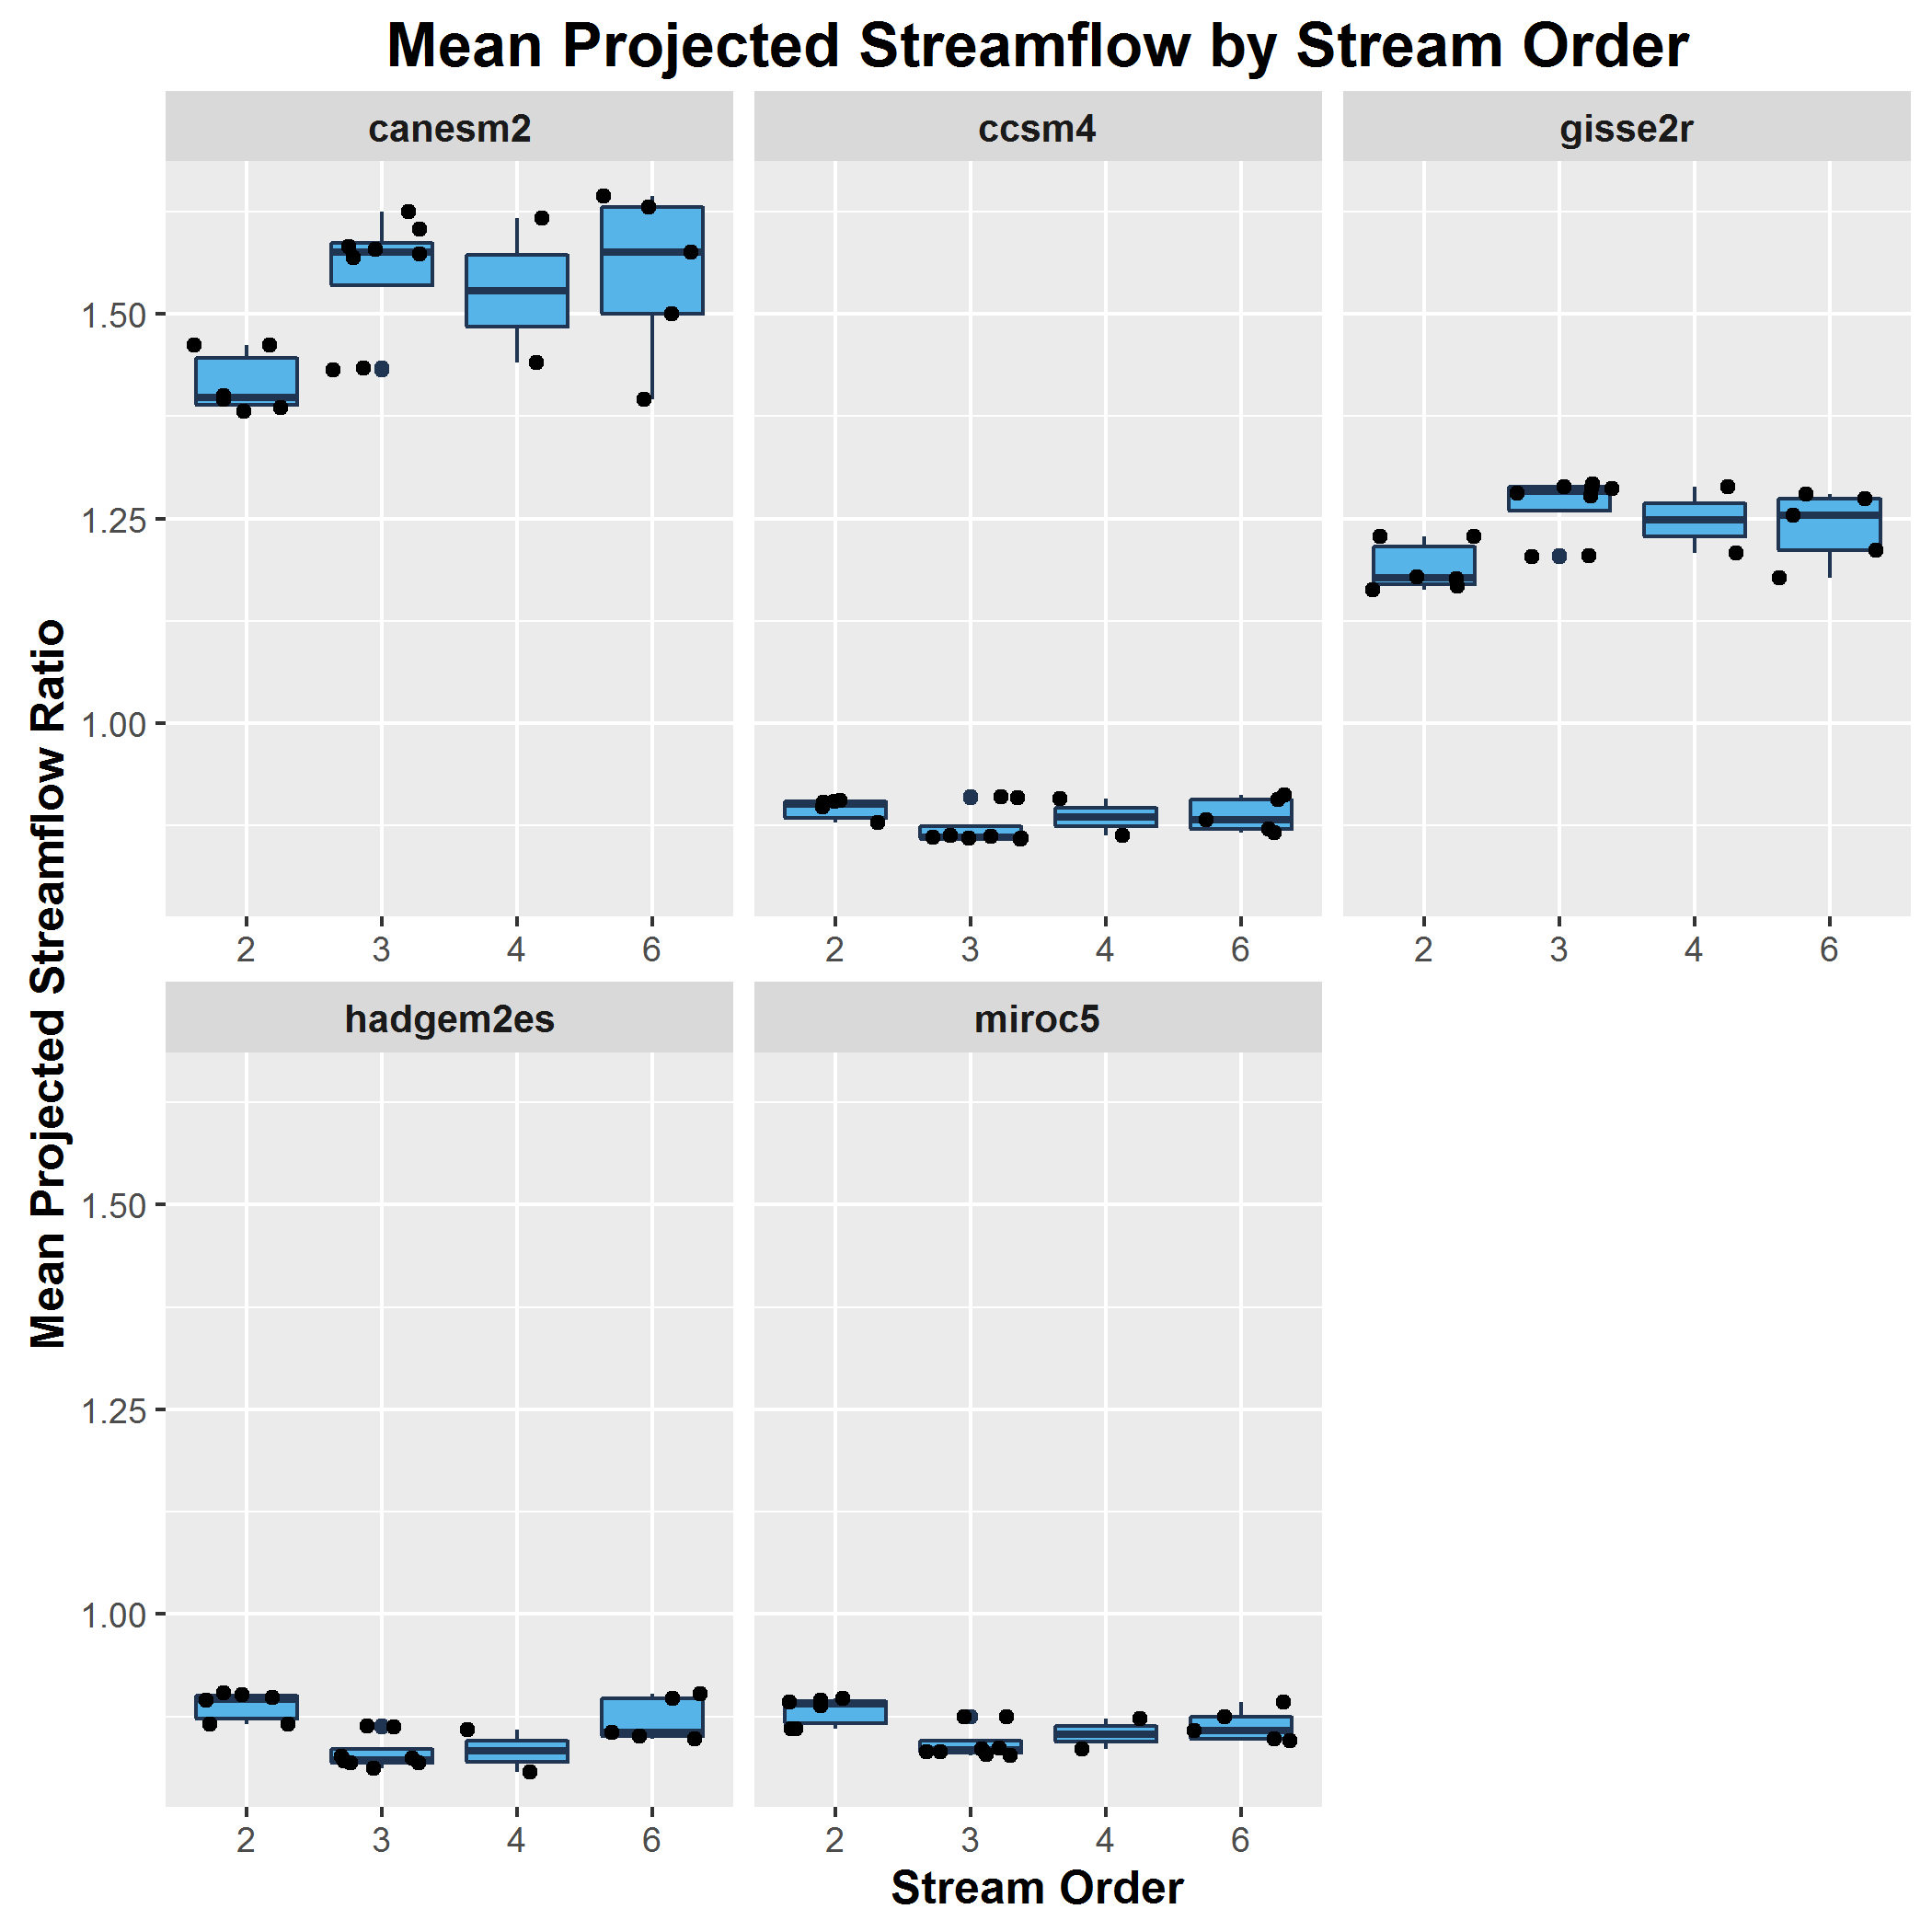 Mean Projected Streamflow by Stream Order
canesm2 ccsm4 gisse2r
Mean Projected Streamflow Ratio
1.50
1.25
1.00
2 3 4 6 2 3 4 6 2 3 4 6
hadgem2es miroc5
1.50
1.25
1.00
2 3 4 6 2 3 4 6
Stream Order